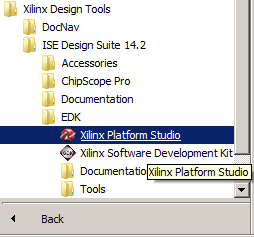 Xilinx Design Tools
DocNav
ISE Design Suite 14.2
Accessories
ChipScope Pro
Documentation
EDK
Xilinx Platform Studio
Xilinx Software Development Kit
Documentatio
Xilinx Platform Studio
Tools
Back